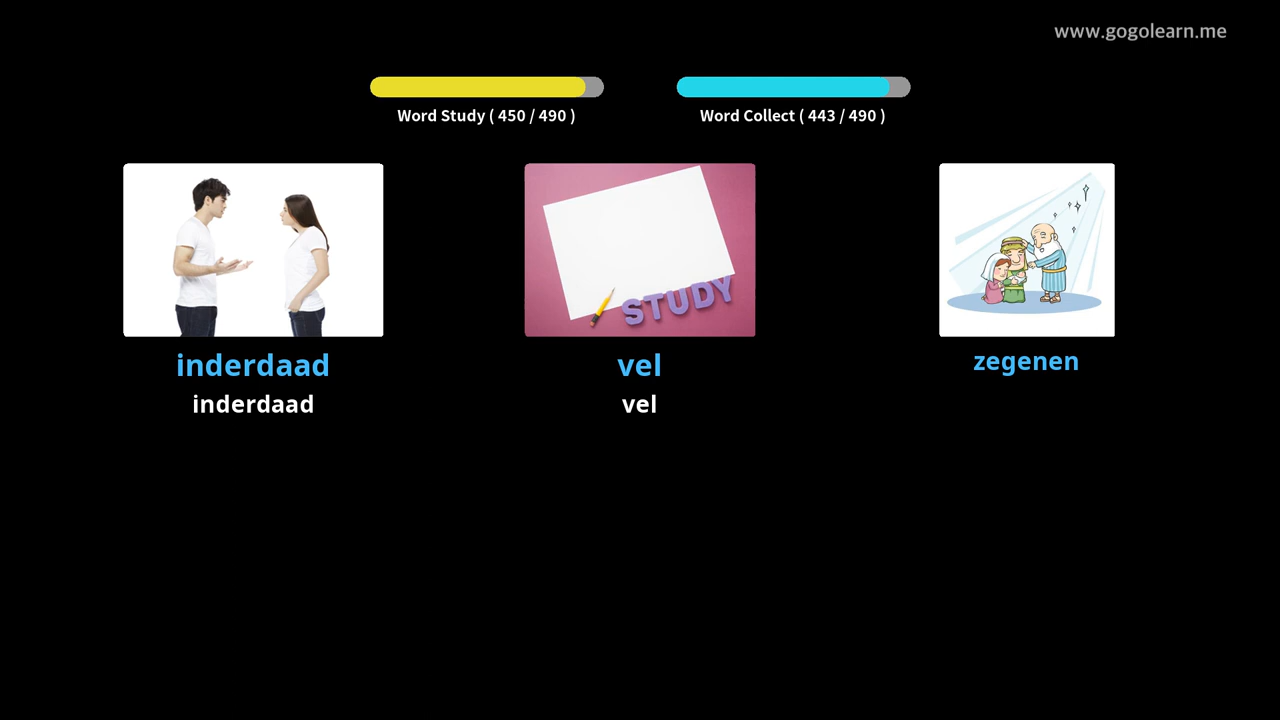 www.gogolearn.me
Word Study ( 450 / 490 )
Word Collect ( 443 / 490 )
STUDY
inderdaad
vel
zegenen
inderdaad
vel